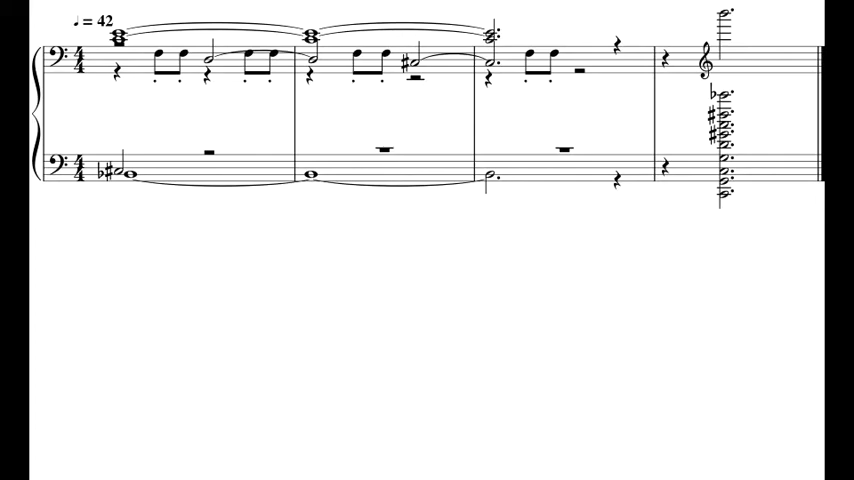 ♩ = 42